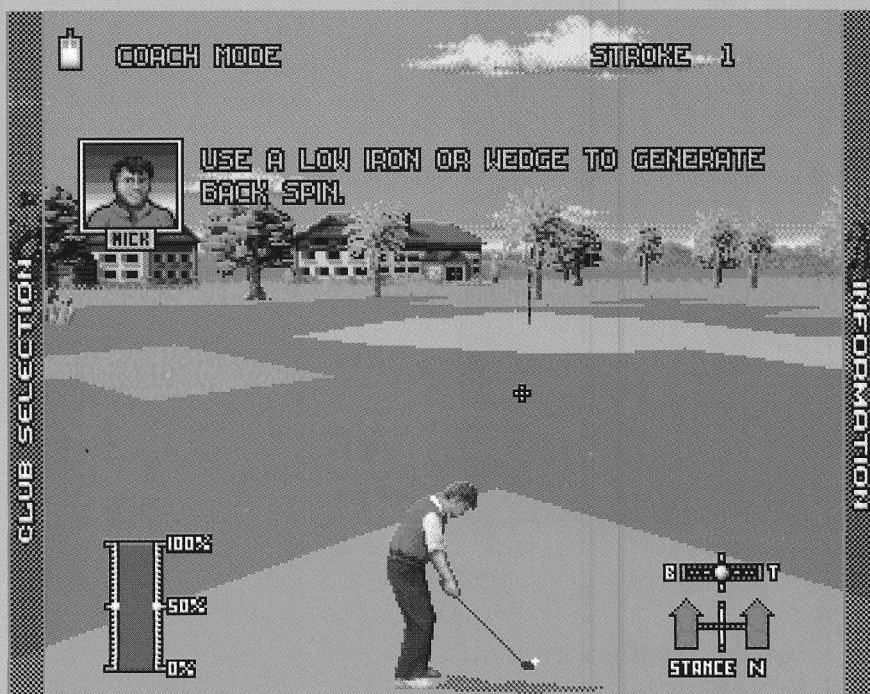 COACH MODE
STROKE 1
USE A LOW IRON OR WEDGE TO GENERATE
BACK SPIN.
NICK
CLUB SELECTION
INFORMATION
100%
50%
0%
B T
STANCE N